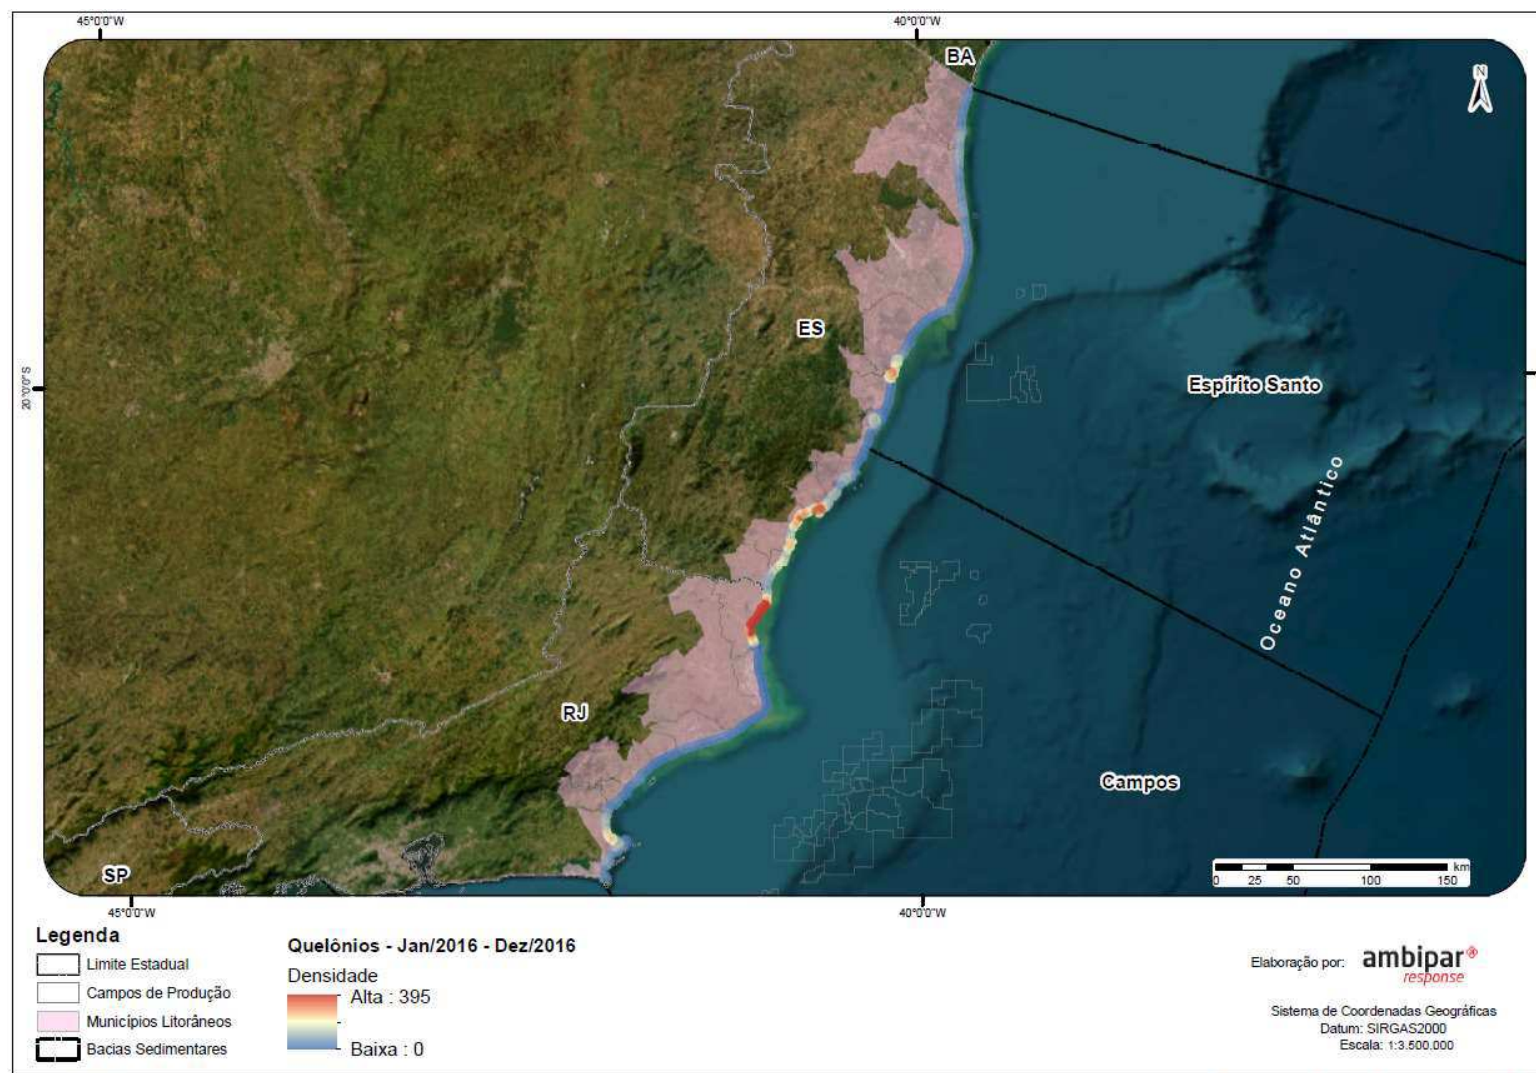 45°0'0"W
40°0'0"W
BA
N
ES
20°0'0"S
Espírito Santo
Oceano Atlântico
RJ
Campos
SP
km
0 25 50 100 150
45°0'0"W
40°0'0"W
Legenda
Limite Estadual
Campos de Produção
Municípios Litorâneos
Bacias Sedimentares
Quelônios - Jan/2016 - Dez/2016
Densidade
Alta : 395
Baixa : 0
Elaboração por:
ambipar®
response
Sistema de Coordenadas Geográficas
Datum: SIRGAS2000
Escala: 1:3.500.000